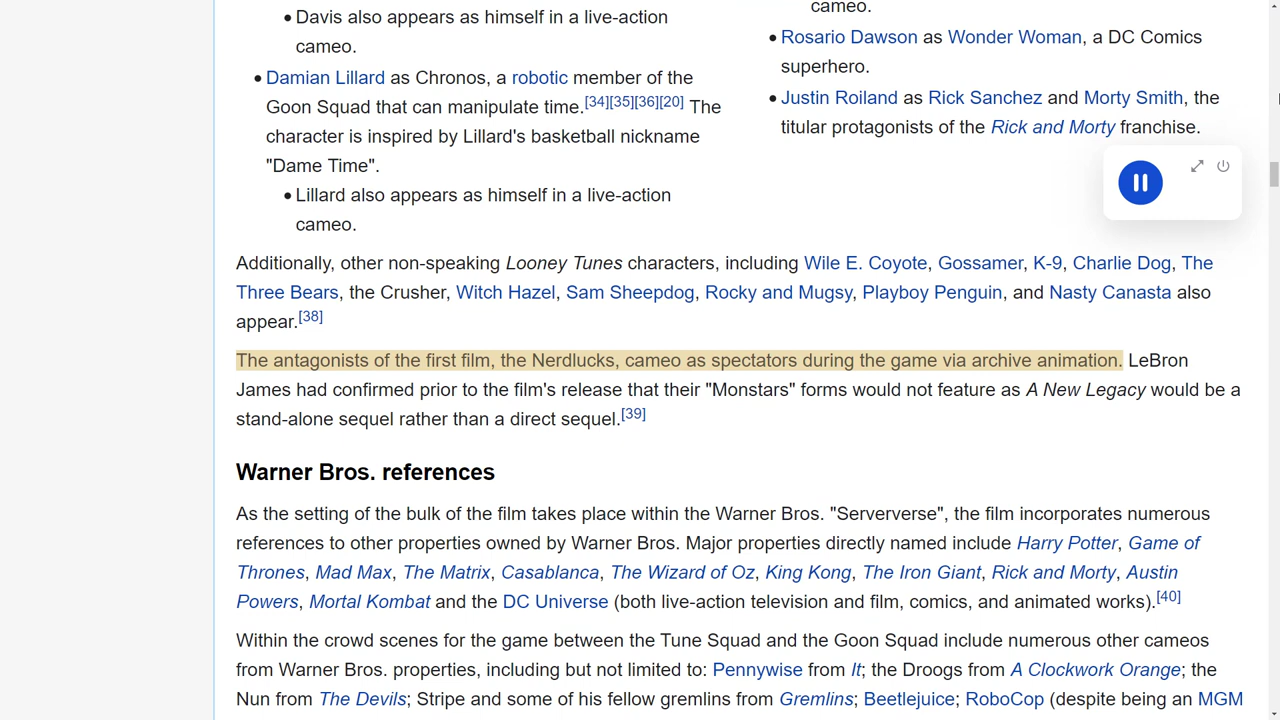 • Davis also appears as himself in a live-action
cameo.
• Damian Lillard as Chronos, a robotic member of the
Goon Squad that can manipulate time.[34][35][36][20] The
character is inspired by Lillard's basketball nickname
"Dame Time".
• Lillard also appears as himself in a live-action
cameo.
cameo.
• Rosario Dawson as Wonder Woman, a DC Comics
superhero.
• Justin Roiland as Rick Sanchez and Morty Smith, the
titular protagonists of the Rick and Morty franchise.
Additionally, other non-speaking Looney Tunes characters, including Wile E. Coyote, Gossamer, K-9, Charlie Dog, The
Three Bears, the Crusher, Witch Hazel, Sam Sheepdog, Rocky and Mugsy, Playboy Penguin, and Nasty Canasta also
appear.[38]
The antagonists of the first film, the Nerdlucks, cameo as spectators during the game via archive animation. LeBron
James had confirmed prior to the film's release that their "Monstars" forms would not feature as A New Legacy would be a
stand-alone sequel rather than a direct sequel.[39]
Warner Bros. references
As the setting of the bulk of the film takes place within the Warner Bros. "Serververse", the film incorporates numerous
references to other properties owned by Warner Bros. Major properties directly named include Harry Potter, Game of
Thrones, Mad Max, The Matrix, Casablanca, The Wizard of Oz, King Kong, The Iron Giant, Rick and Morty, Austin
Powers, Mortal Kombat and the DC Universe (both live-action television and film, comics, and animated works).[40]
Within the crowd scenes for the game between the Tune Squad and the Goon Squad include numerous other cameos
from Warner Bros. properties, including but not limited to: Pennywise from It; the Droogs from A Clockwork Orange; the
Nun from The Devils; Stripe and some of his fellow gremlins from Gremlins; Beetlejuice; RoboCop (despite being an MGM